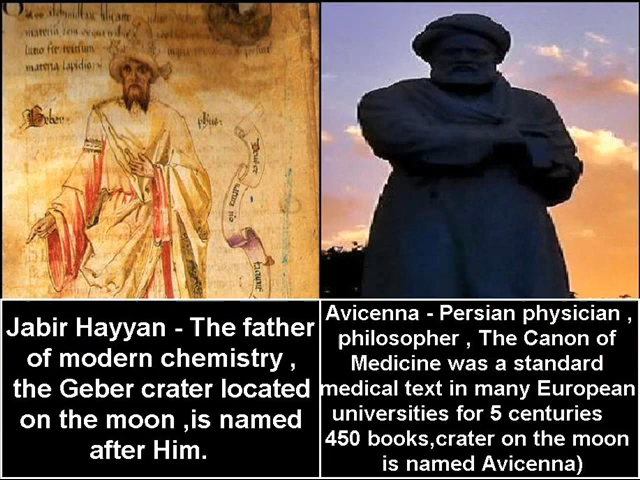 Geber
Jabir Hayyan - The father
of modern chemistry ,
the Geber crater located
on the moon ,is named
after Him.
Avicenna - Persian physician ,
philosopher , The Canon of
Medicine was a standard
medical text in many European
universities for 5 centuries
450 books,crater on the moon
is named Avicenna)